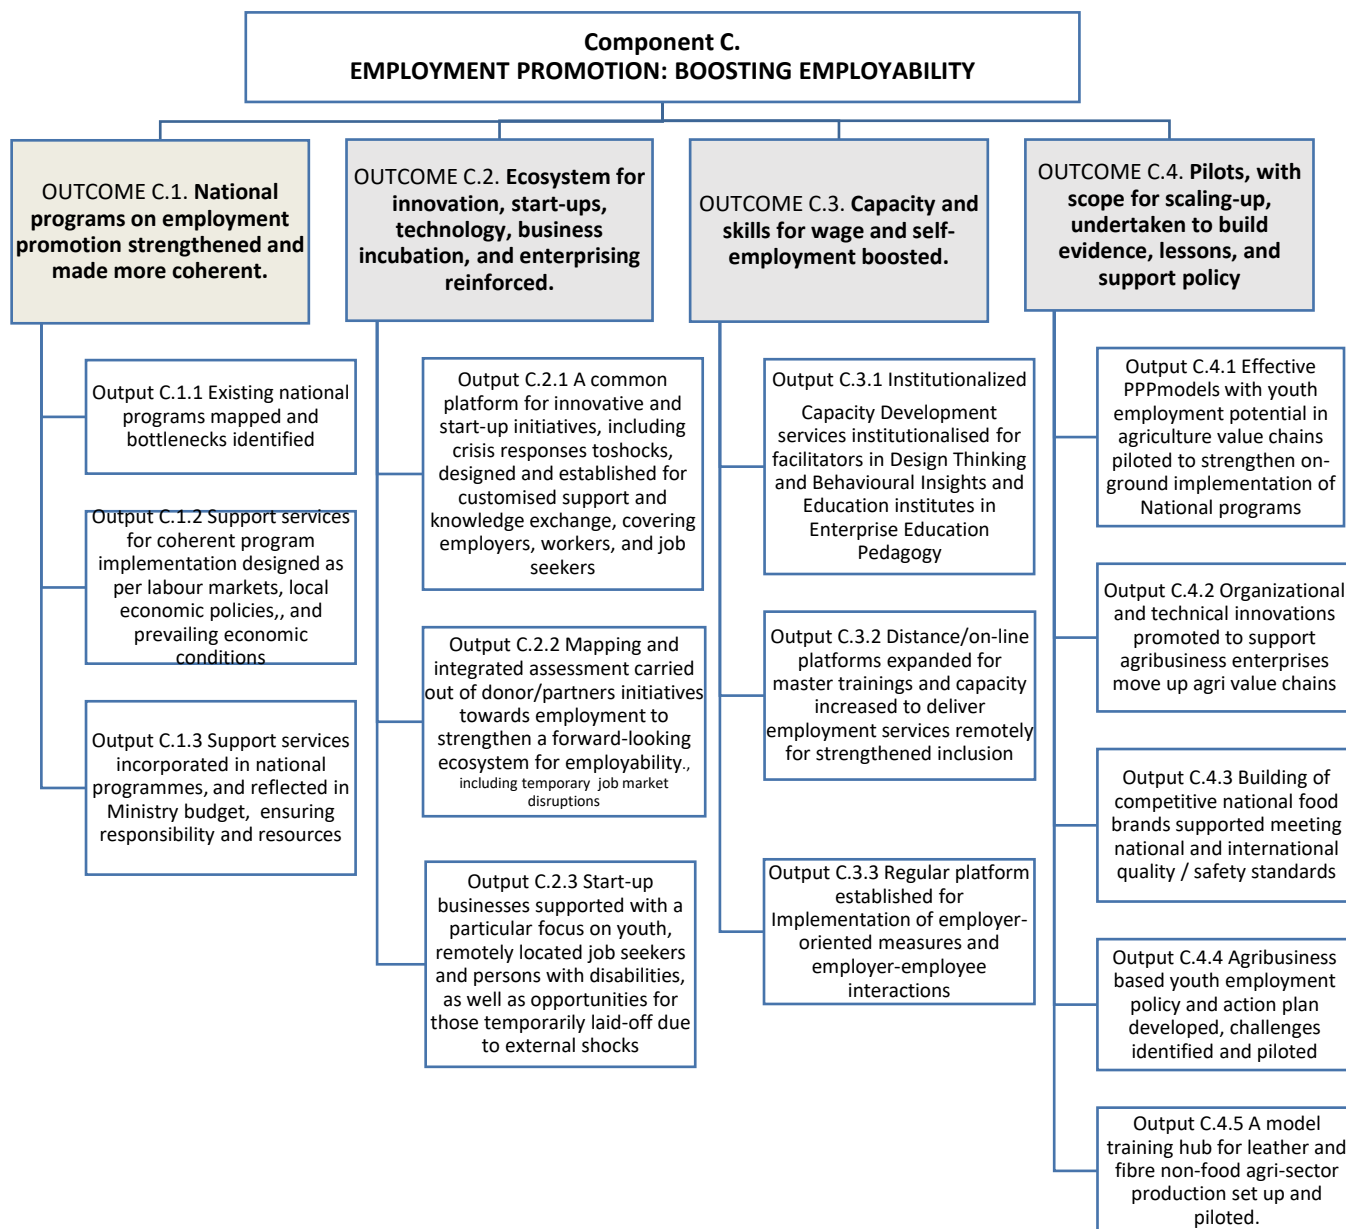 Component C.
EMPLOYMENT PROMOTION: BOOSTING EMPLOYABILITY
OUTCOME C.1. National
programs on employment
promotion strengthened and
made more coherent.
Output C.1.1 Existing national
programs mapped and
bottlenecks identified
Output C.1.2 Support services
for coherent program
implementation designed as
per labour markets, local
economic policies,, and
prevailing economic
conditions
Output C.1.3 Support services
incorporated in national
programmes, and reflected in
Ministry budget, ensuring
responsibility and resources
OUTCOME C.2. Ecosystem for
innovation, start-ups,
technology, business
incubation, and enterprising
reinforced.
Output C.2.1 A common
platform for innovative and
start-up initiatives, including
crisis responses toshocks,
designed and established for
customised support and
knowledge exchange, covering
employers, workers, and job
seekers
Output C.2.2 Mapping and
integrated assessment carried
out of donor/partners initiatives
towards employment to
strengthen a forward-looking
ecosystem for employability.,
including temporary job market
disruptions
Output C.2.3 Start-up
businesses supported with a
particular focus on youth,
remotely located job seekers
and persons with disabilities,
as well as opportunities for
those temporarily laid-off due
to external shocks
OUTCOME C.3. Capacity and
skills for wage and self-
employment boosted.
Output C.3.1 Institutionalized
Capacity Development
services institutionalised for
facilitators in Design Thinking
and Behavioural Insights and
Education institutes in
Enterprise Education
Pedagogy
Output C.3.2 Distance/on-line
platforms expanded for
master trainings and capacity
increased to deliver
employment services remotely
for strengthened inclusion
Output C.3.3 Regular platform
established for
Implementation of employer-
oriented measures and
employer-employee
interactions
OUTCOME C.4. Pilots, with
scope for scaling-up,
undertaken to build
evidence, lessons, and
support policy
Output C.4.1 Effective
PPPmodels with youth
employment potential in
agriculture value chains
piloted to strengthen on-
ground implementation of
National programs
Output C.4.2 Organizational
and technical innovations
promoted to support
agribusiness enterprises
move up agri value chains
Output C.4.3 Building of
competitive national food
brands supported meeting
national and international
quality / safety standards
Output C.4.4 Agribusiness
based youth employment
policy and action plan
developed, challenges
identified and piloted
Output C.4.5 A model
training hub for leather and
fibre non-food agri-sector
production set up and
piloted.